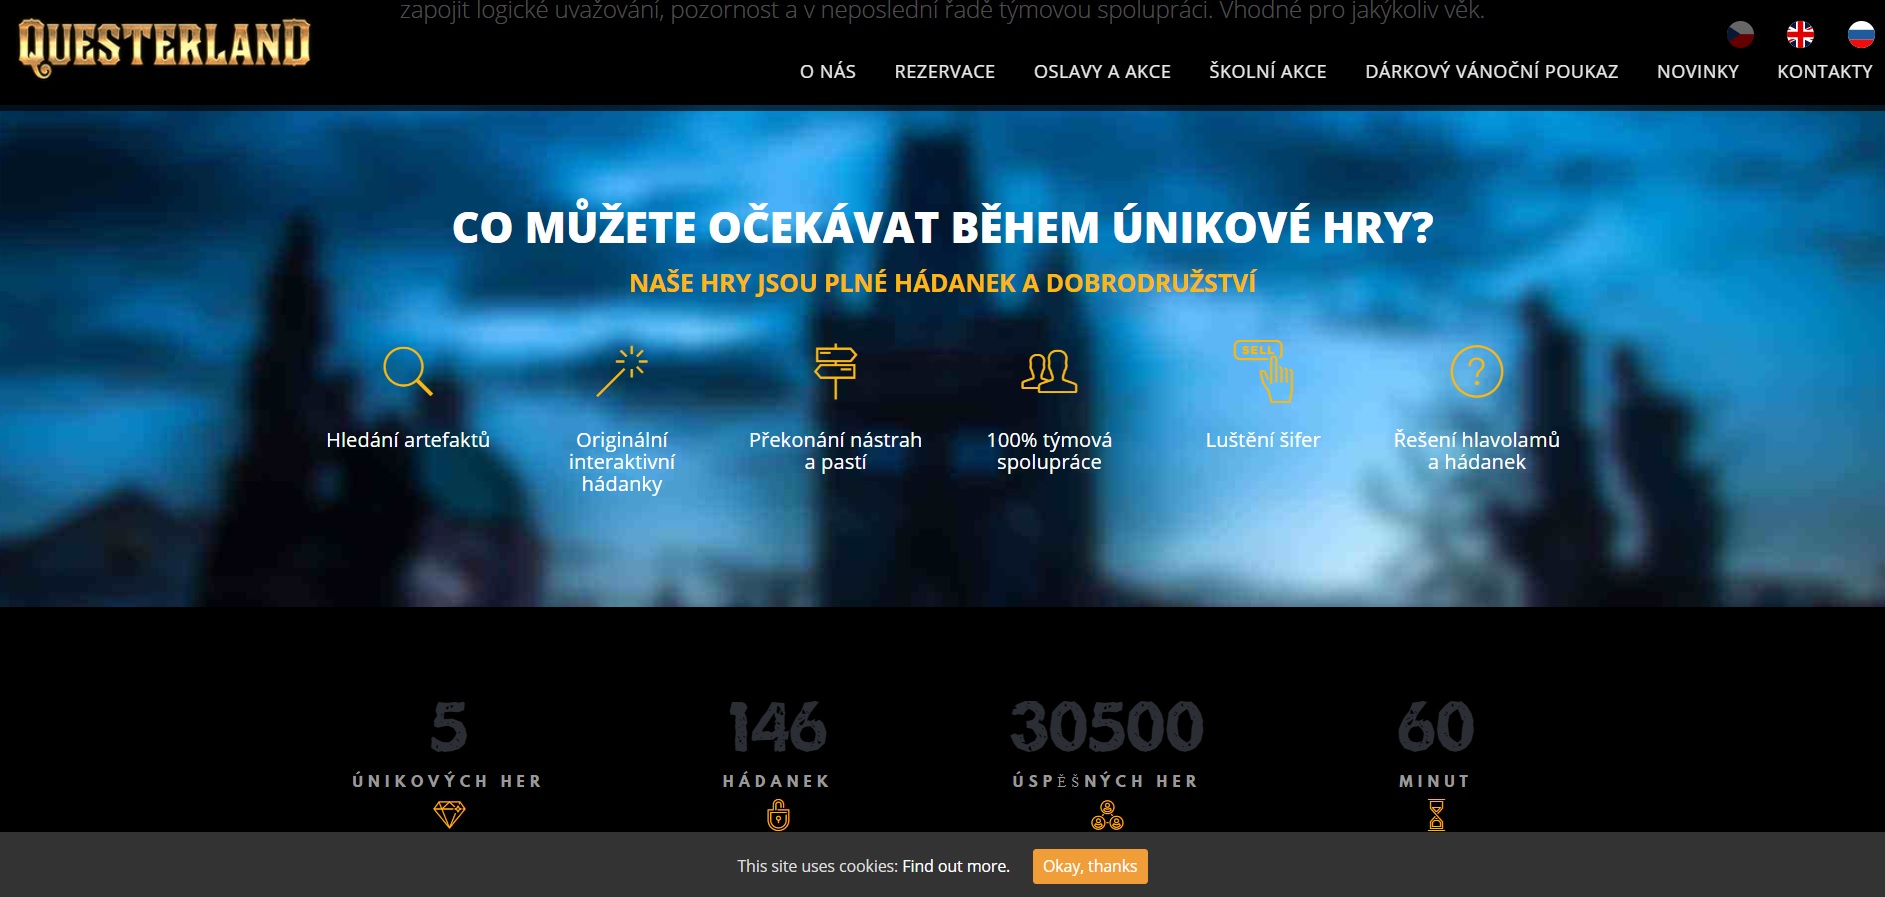 zapojit logické uvažování, pozornost a v neposlední řadě týmovou spolupráci. Vhodné pro jakýkoliv věk.
QUESTERLAND
O NÁS REZERVACE OSLAVY A AKCE ŠKOLNÍ AKCE DÁRKOVÝ VÁNOČNÍ POUKAZ NOVINKY KONTAKTY
CO MŮŽETE OČEKÁVAT BĚHEM ÚNIKOVÉ HRY?
NAŠE HRY JSOU PLNÉ HÁDANEK A DOBRODRUŽSTVÍ
Hledání artefaktů
Originální
interaktivní
hádanky
Překonání nástrah
a pastí
100% týmová
spolupráce
SELL
Luštění šifer
?
Řešení hlavolamů
a hádanek
5
ÚNIKOVÝCH HER
146
HÁDANEK
30500
ÚSPĚŠNÝCH HER
60
MINUT
This site uses cookies: Find out more. Okay, thanks